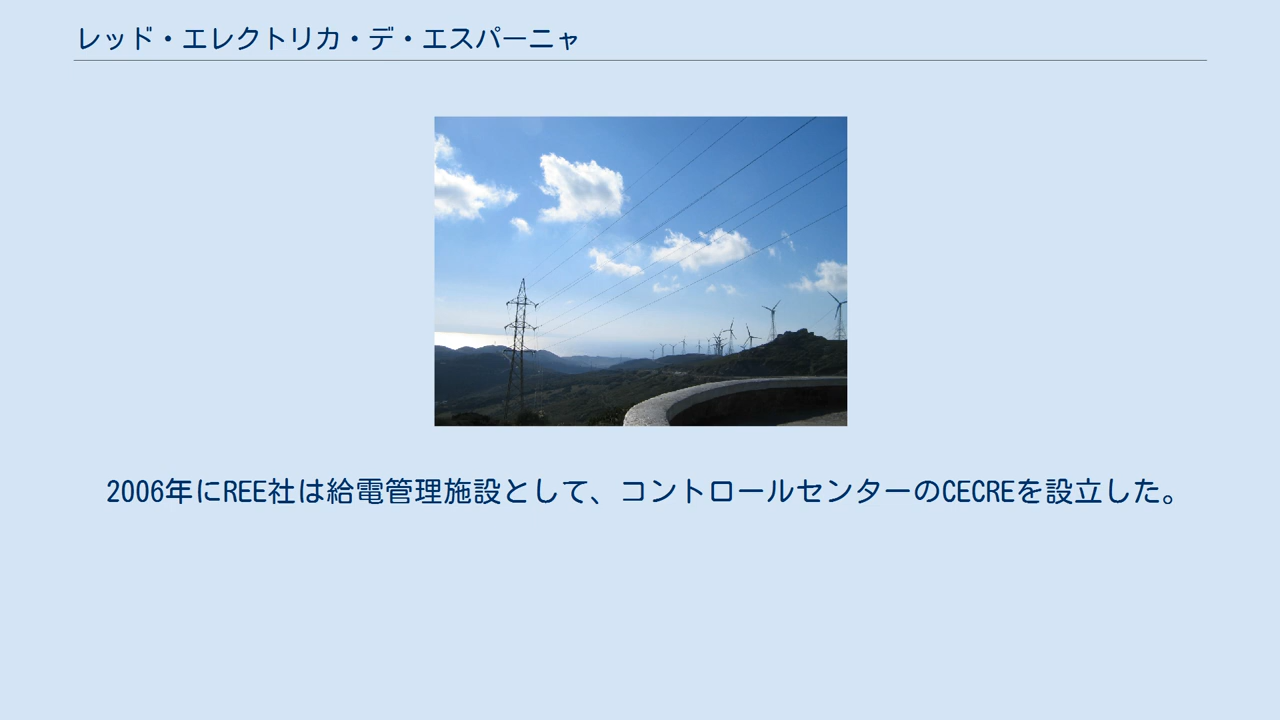 レッド・エレクトリカ・デ・エスパーニャ
2006年にREE社は給電管理施設として、コントロールセンターのCECREを設立した。